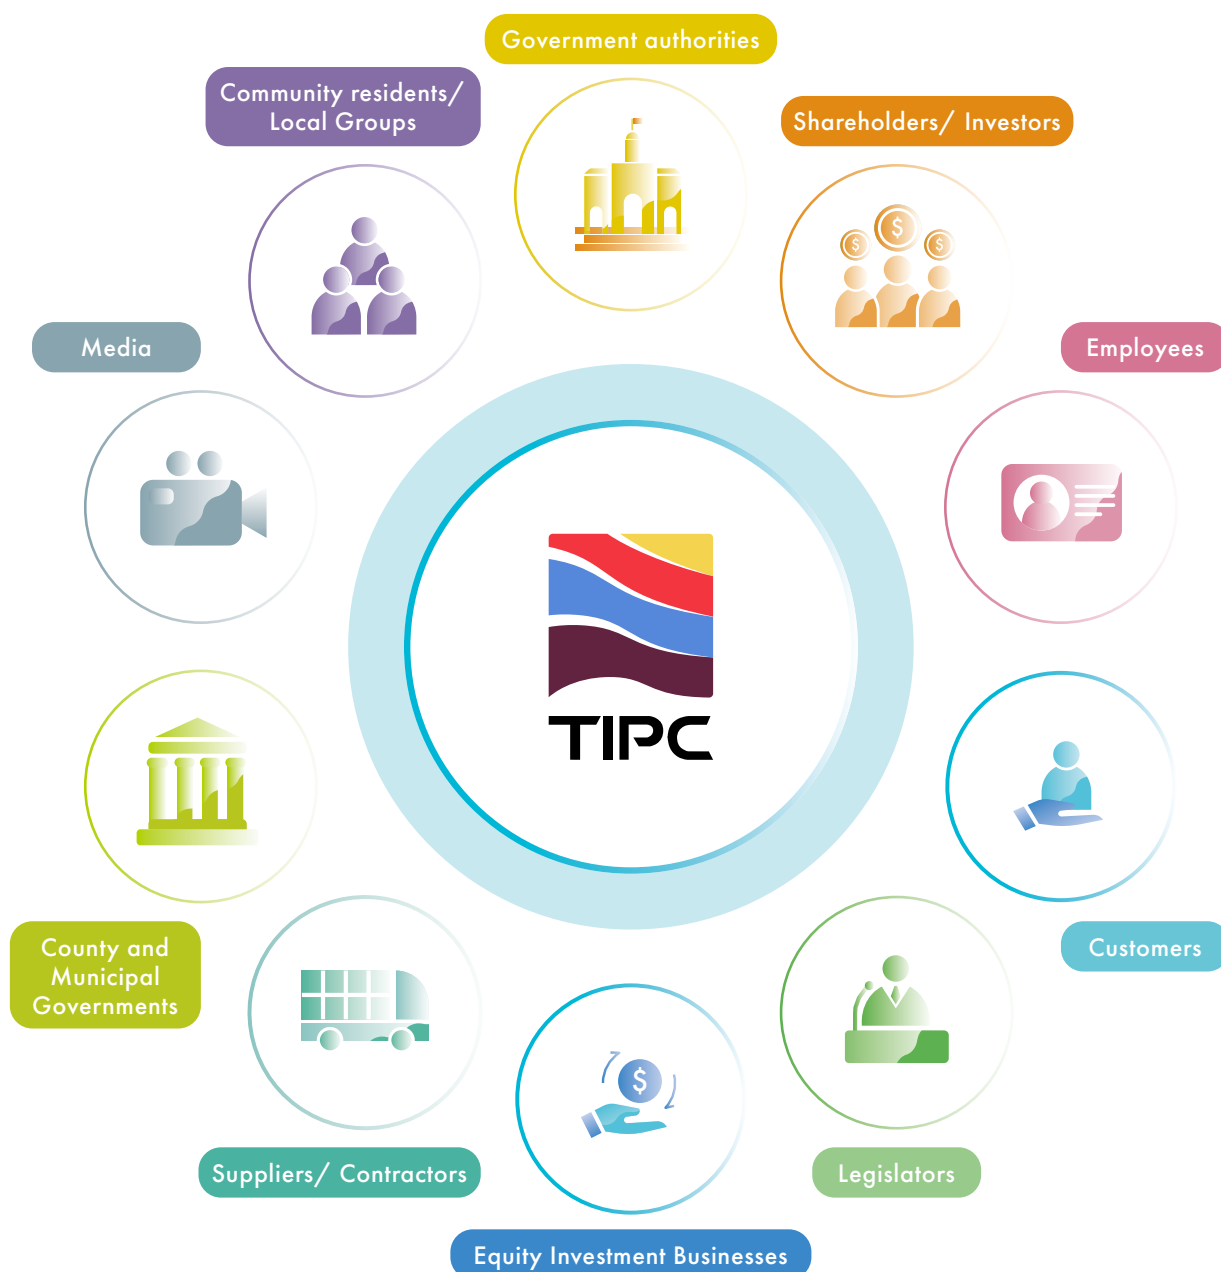 Government authorities
Community residents/
Local Groups
Shareholders/ Investors
Media
Employees
$
$
$
TIPC
County and
Municipal
Governments
Customers
$
Suppliers/ Contractors
Legislators
Equity Investment Businesses